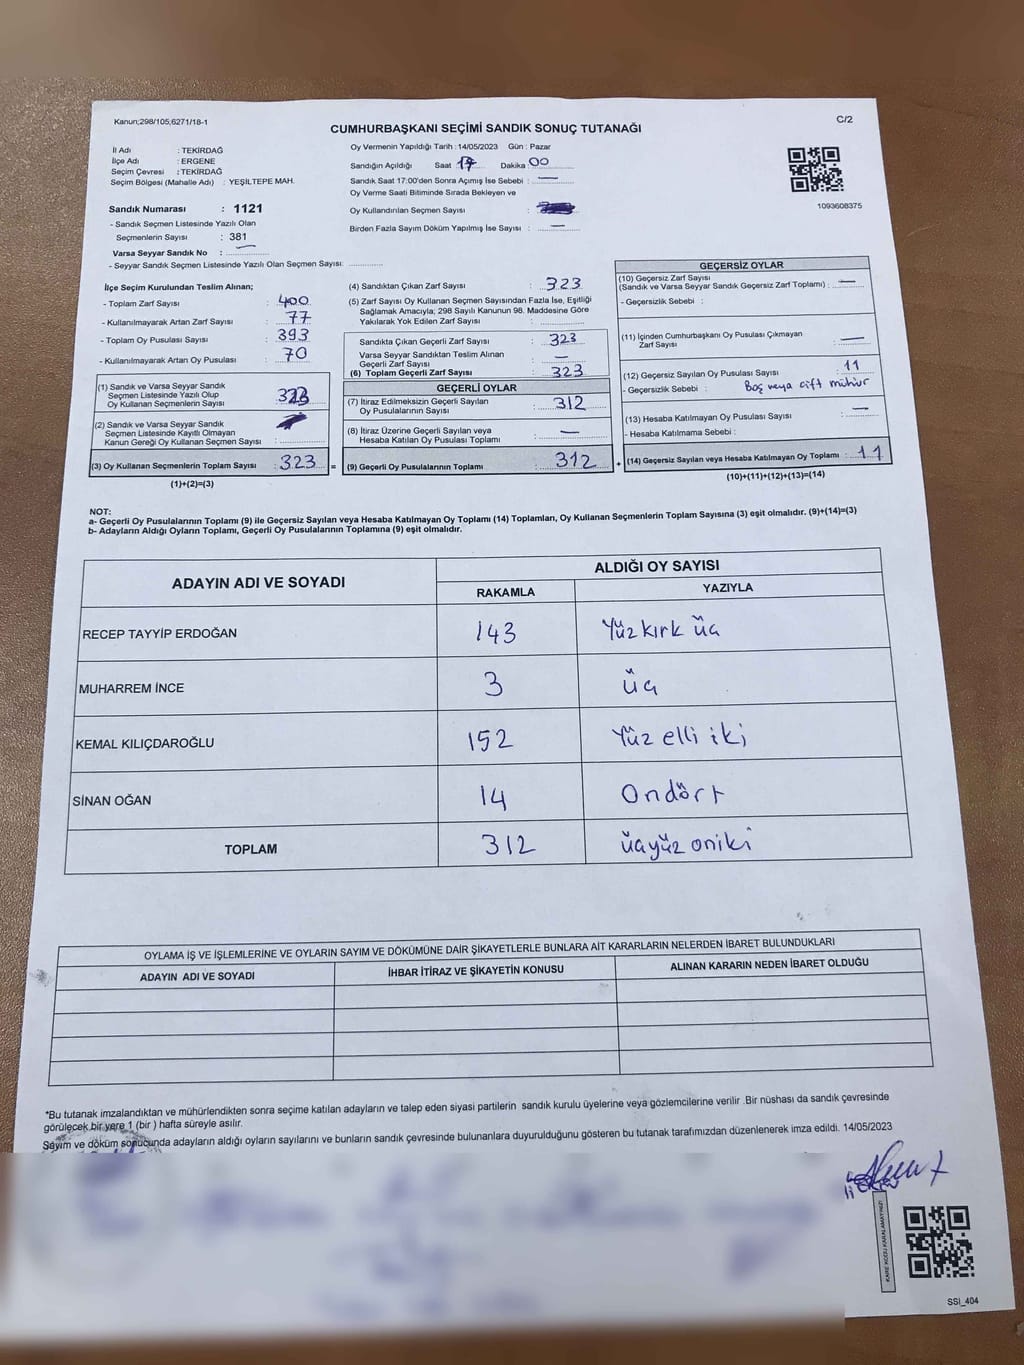 Kanun;298/105,6271/18-1
C/2
CUMHURBAŞKANI SEÇİMİ SANDIK SONUÇ TUTANAĞI
İl Adı : TEKİRDAĞ
İlçe Adı : ERGENE
Seçim Çevresi : TEKİRDAĞ
Seçim Bölgesi (Mahalle Adı) : YEŞİLTEPE MAH.
Sandık Numarası : 1121
- Sandık Seçmen Listesinde Yazılı Olan
Seçmenlerin Sayısı : 381
Varsa Seyyar Sandık No :
- Seyyar Sandık Seçmen Listesinde Yazılı Olan Seçmen Sayısı:
Oy Vermenin Yapıldığı Tarih : 14/05/2023 Gün : Pazar
Sandığın Açıldığı Saat 17 Dakika : 00
Sandık Saat 17:00'den Sonra Açımış İse Sebebi : —
Oy Verme Saati Bitiminde Sırada Bekleyen ve
Oy Kullandırılan Seçmen Sayısı :
Birden Fazla Sayım Döküm Yapılmış İse Sayısı : —
1093608375
İlçe Seçim Kurulundan Teslim Alınan;
- Toplam Zarf Sayısı : 400
- Kullanılmayarak Artan Zarf Sayısı : 77
- Toplam Oy Pusulası Sayısı : 393
- Kullanılmayarak Artan Oy Pusulası : 70
(1) Sandık ve Varsa Seyyar Sandık
Seçmen Listesinde Yazılı Olup
Oy Kullanan Seçmenlerin Sayısı : 323
(2) Sandık ve Varsa Seyyar Sandık
Seçmen Listesinde Kayıtlı Olmayan
Kanun Gereği Oy Kullanan Seçmen Sayısı :
(3) Oy Kullanan Seçmenlerin Toplam Sayısı : 323 =
(1)+(2)=(3)
(4) Sandıktan Çıkan Zarf Sayısı : 323
(5) Zarf Sayısı Oy Kullanan Seçmen Sayısından Fazla İse, Eşitliği
Sağlamak Amacıyla; 298 Sayılı Kanunun 98. Maddesine Göre
Yakılarak Yok Edilen Zarf Sayısı :
Sandıkta Çıkan Geçerli Zarf Sayısı : 323
Varsa Seyyar Sandıktan Teslim Alınan
Geçerli Zarf Sayısı : —
(6) Toplam Geçerli Zarf Sayısı : 323
GEÇERLİ OYLAR
(7) İtiraz Edilmeksizin Geçerli Sayılan
Oy Pusulalarının Sayısı : 312
(8) İtiraz Üzerine Geçerli Sayılan veya
Hesaba Katılan Oy Pusulası Toplamı : —
(9) Geçerli Oy Pusulalarının Toplamı : 312 +
GEÇERSİZ OYLAR
(10) Geçersiz Zarf Sayısı
(Sandık ve Varsa Seyyar Sandık Geçersiz Zarf Toplamı) : —
- Geçersizlik Sebebi :
(11) İçinden Cumhurbaşkanı Oy Pusulası Çıkmayan
Zarf Sayısı : —
(12) Geçersiz Sayılan Oy Pusulası Sayısı : 11
- Geçersizlik Sebebi : Boş veya çift mühür
(13) Hesaba Katılmayan Oy Pusulası Sayısı : —
- Hesaba Katılmama Sebebi :
(14) Geçersiz Sayılan veya Hesaba Katılmayan Oy Toplamı : 11
(10)+(11)+(12)+(13)=(14)
NOT:
a- Geçerli Oy Pusulalarının Toplamı (9) ile Geçersiz Sayılan veya Hesaba Katılmayan Oy Toplamı (14) Toplamları, Oy Kullanan Seçmenlerin Toplam Sayısına (3) eşit olmalıdır. (9)+(14)=(3)
b- Adayların Aldığı Oyların Toplamı, Geçerli Oy Pusulalarının Toplamına (9) eşit olmalıdır.
ADAYIN ADI VE SOYADI
ALDIĞI OY SAYISI
RAKAMLA YAZIYLA
RECEP TAYYİP ERDOĞAN 143 Yüzkırk üç
MUHARREM İNCE 3 üç
KEMAL KILIÇDAROĞLU 152 Yüz elli iki
SİNAN OĞAN 14 Ondört
TOPLAM 312 üçyüz oniki
OYLAMA İŞ VE İŞLEMLERİNE VE OYLARIN SAYIM VE DÖKÜMÜNE DAİR ŞİKAYETLERLE BUNLARA AİT KARARLARIN NELERDEN İBARET BULUNDUKLARI
ADAYIN ADI VE SOYADI İHBAR İTİRAZ VE ŞİKAYETİN KONUSU ALINAN KARARIN NEDEN İBARET OLDUĞU
*Bu tutanak imzalandıktan ve mühürlendikten sonra seçime katılan adayların ve talep eden siyasi partilerin sandık kurulu üyelerine veya gözlemcilerine verilir .Bir nüshası da sandık çevresinde
görülecek bir yere 1 (bir ) hafta süreyle asılır.
Sayım ve döküm sonucunda adayların aldığı oyların sayılarını ve bunların sandık çevresinde bulunanlara duyurulduğunu gösteren bu tutanak tarafımızdan düzenlenerek imza edildi. 14/05/2023
KARE KODU KARALAMAYINIZ!
SSİ_404